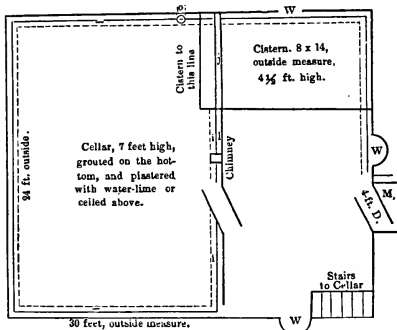 W
Cistern to
this line
Cistern. 8 x 14,
outside measure,
4½ ft. high.
24 ft. outside.
Cellar, 7 feet high,
grouted on the bot-
tom, and plastered
with water-lime or
ceiled above.
Chimney
W
M,
4-ft. D.
Stairs
to Cellar
W
30 feet, outside measure.